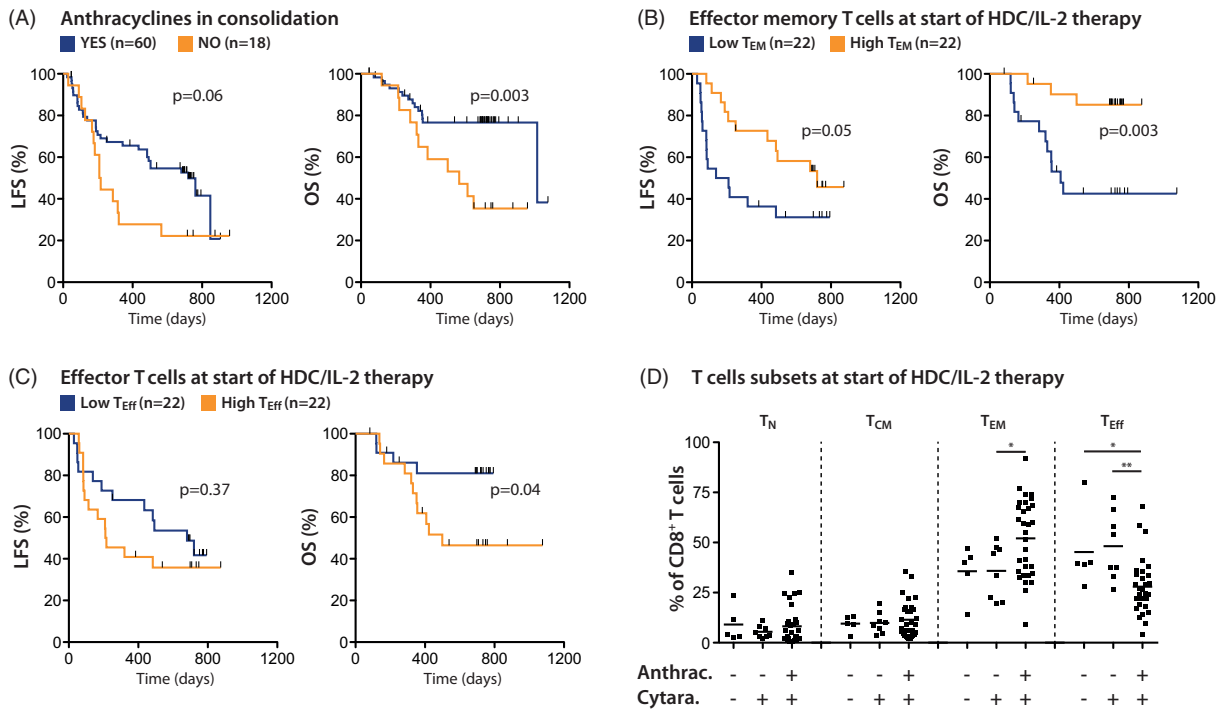 (A) Anthracyclines in consolidation
YES (n=60) NO (n=18)
100
80
60
40
20
0
LFS (%)
p=0.06
0 400 800 1200
Time (days)
100
80
60
40
20
0
OS (%)
p=0.003
0 400 800 1200
Time (days)
(B) Effector memory T cells at start of HDC/IL-2 therapy
Low TEM (n=22) High TEM (n=22)
100
80
60
40
20
0
LFS (%)
p=0.05
0 400 800 1200
Time (days)
100
80
60
40
20
0
OS (%)
p=0.003
0 400 800 1200
Time (days)
(C) Effector T cells at start of HDC/IL-2 therapy
Low TEff (n=22) High TEff (n=22)
100
80
60
40
20
0
LFS (%)
p=0.37
0 400 800 1200
Time (days)
100
80
60
40
20
0
OS (%)
p=0.04
0 400 800 1200
Time (days)
(D) T cells subsets at start of HDC/IL-2 therapy
TN TCM TEM TEff
100
75
50
25
0
% of CD8+ T cells
* * **
Anthrac. - - + - - + - - + - - +
Cytara. - + + - + + - + + - + +